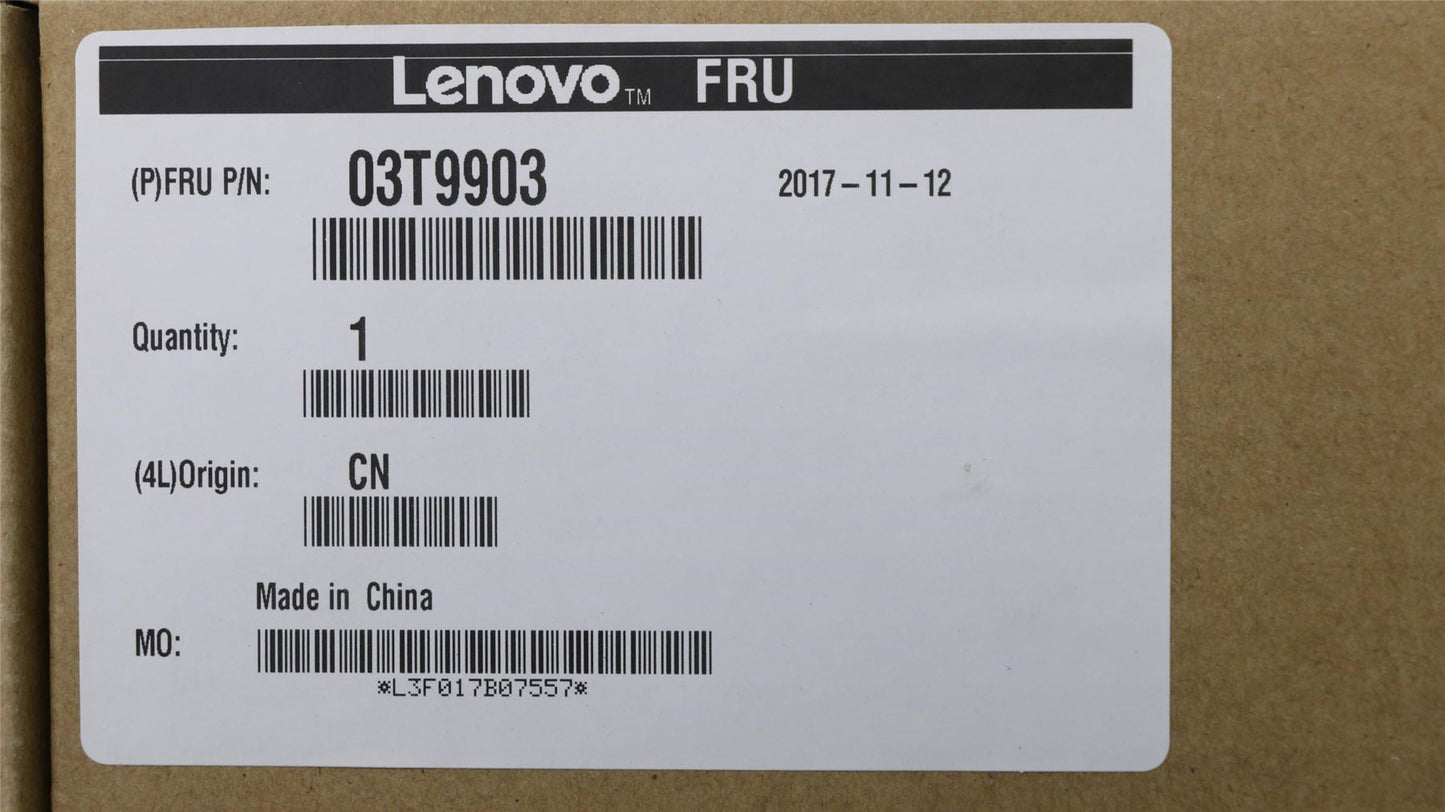 Lenovo™ FRU
(P)FRU P/N: 03T9903 2017-11-12
Quantity: 1
(4L)Origin: CN
Made in China
MO:
*L3F017B07557*